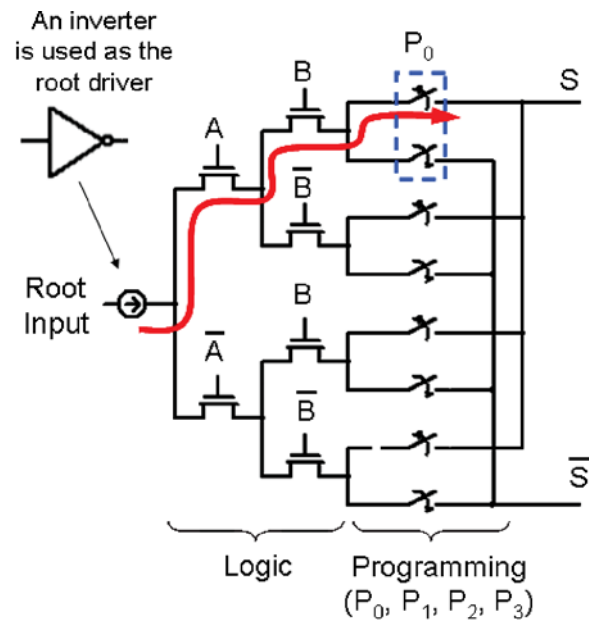 An inverter
is used as the
root driver
P₀
B
S
A
B̅
Root
Input
B
A̅
B̅
S̅
Logic
Programming
(P₀, P₁, P₂, P₃)